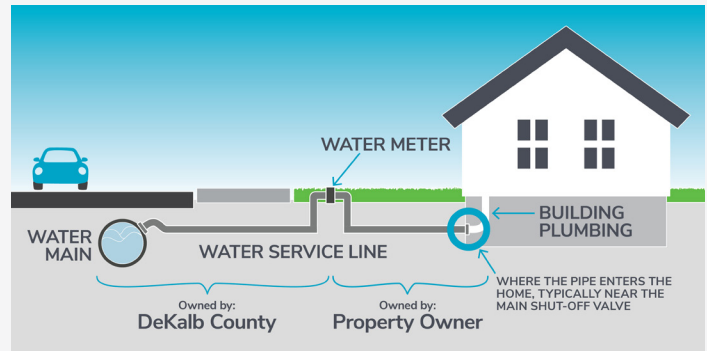 WATER METER
WATER
MAIN
WATER SERVICE LINE
BUILDING
PLUMBING
WHERE THE PIPE ENTERS THE
HOME, TYPICALLY NEAR THE
MAIN SHUT-OFF VALVE
Owned by:
DeKalb County
Owned by:
Property Owner